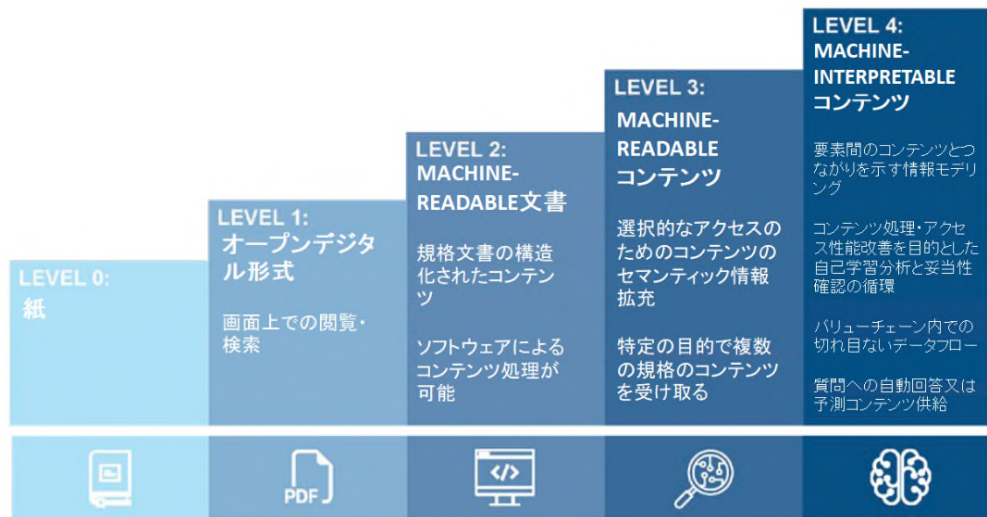 LEVEL 0:
紙
LEVEL 1:
オープンデジタ
ル形式
画面上での閲覧・
検索
LEVEL 2:
MACHINE-
READABLE文書
規格文書の構造
化されたコンテン
ツ
ソフトウェアによる
コンテンツ処理が
可能
LEVEL 3:
MACHINE-
READABLE
コンテンツ
選択的なアクセスの
ためのコンテンツの
セマンティック情報
拡充
特定の目的で複数
の規格のコンテンツ
を受け取る
LEVEL 4:
MACHINE-
INTERPRETABLE
コンテンツ
要素間のコンテンツとつ
ながりを示す情報モデリ
ング
コンテンツ処理・アクセ
ス性能改善を目的とした
自己学習分析と妥当性
確認の循環
バリューチェーン内での
切れ目ないデータフロー
質問への自動回答又は
予測コンテンツ供給
PDF
</>